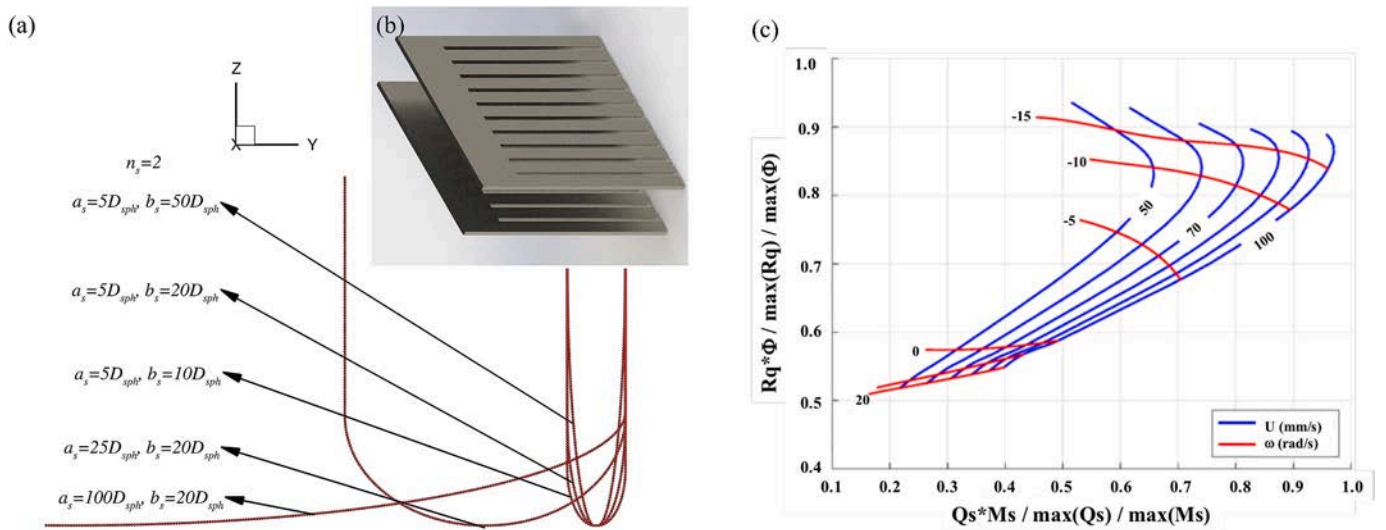 (a)
Z
X
Y
n_s=2
a_s=5D_sph, b_s=50D_sph
a_s=5D_sph, b_s=20D_sph
a_s=5D_sph, b_s=10D_sph
a_s=25D_sph, b_s=20D_sph
a_s=100D_sph, b_s=20D_sph
(b)
(c)
Rq*Φ / max(Rq) / max(Φ)
1.0
0.9
0.8
0.7
0.6
0.5
0.4
-15
-10
-5
0
20
50
70
100
U (mm/s)
ω (rad/s)
0.1 0.2 0.3 0.4 0.5 0.6 0.7 0.8 0.9 1.0
Qs*Ms / max(Qs) / max(Ms)